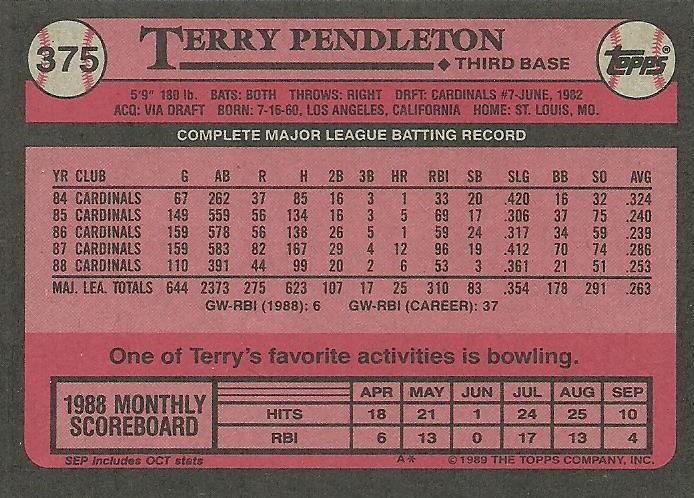 375 TERRY PENDLETON Topps®
◆ THIRD BASE
5'9" 180 lb. BATS: BOTH THROWS: RIGHT DRFT: CARDINALS #7-JUNE, 1982
ACQ: VIA DRAFT BORN: 7-16-60, LOS ANGELES, CALIFORNIA HOME: ST. LOUIS, MO.
COMPLETE MAJOR LEAGUE BATTING RECORD
YR CLUB G AB R H 2B 3B HR RBI SB SLG BB SO AVG
84 CARDINALS 67 262 37 85 16 3 1 33 20 .420 16 32 .324
85 CARDINALS 149 559 56 134 16 3 5 69 17 .306 37 75 .240
86 CARDINALS 159 578 56 138 26 5 1 59 24 .317 34 59 .239
87 CARDINALS 159 583 82 167 29 4 12 96 19 .412 70 74 .286
88 CARDINALS 110 391 44 99 20 2 6 53 3 .361 21 51 .253
MAJ. LEA. TOTALS 644 2373 275 623 107 17 25 310 83 .354 178 291 .263
GW-RBI (1988): 6 GW-RBI (CAREER): 37
One of Terry's favorite activities is bowling.
1988 MONTHLY SCOREBOARD
APR MAY JUN JUL AUG SEP
HITS 18 21 1 24 25 10
RBI 6 13 0 17 13 4
SEP includes OCT stats A* ©1989 THE TOPPS COMPANY, INC.